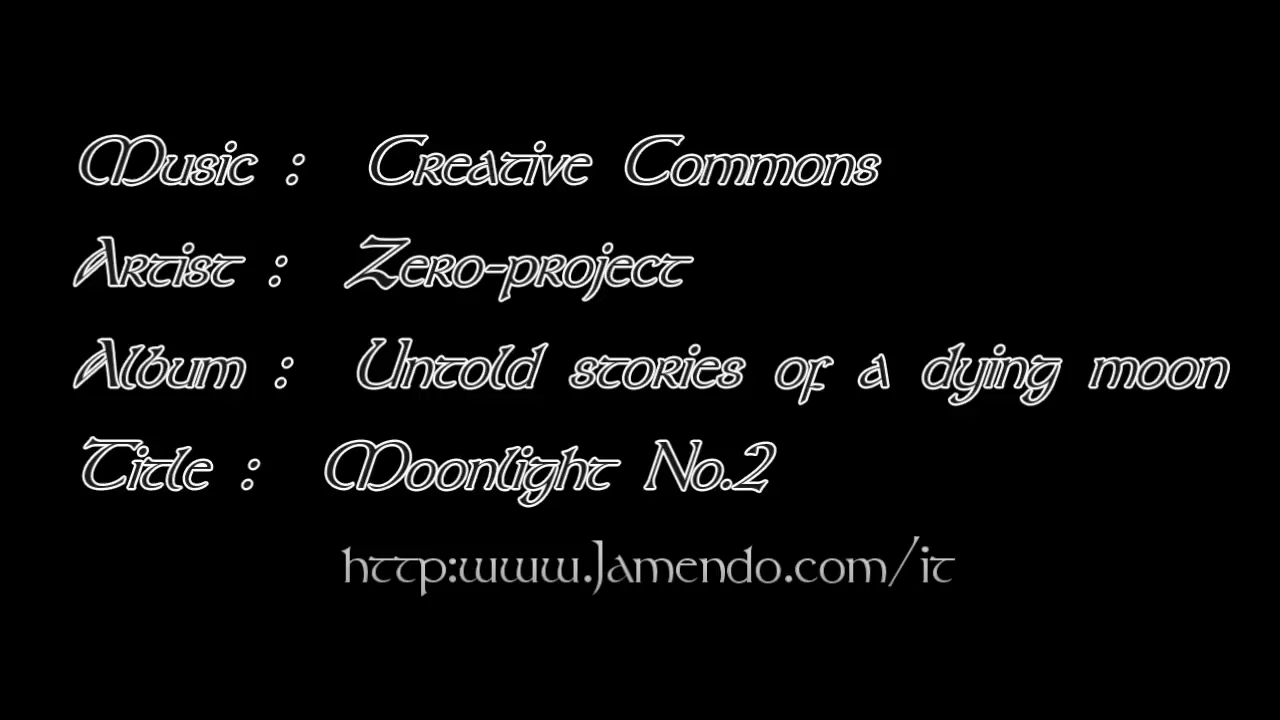 Music : Creative Commons
Artist : Zero-project
Album : Untold stories of a dying moon
Title : Moonlight No.2
http:www.Jamendo.com/it